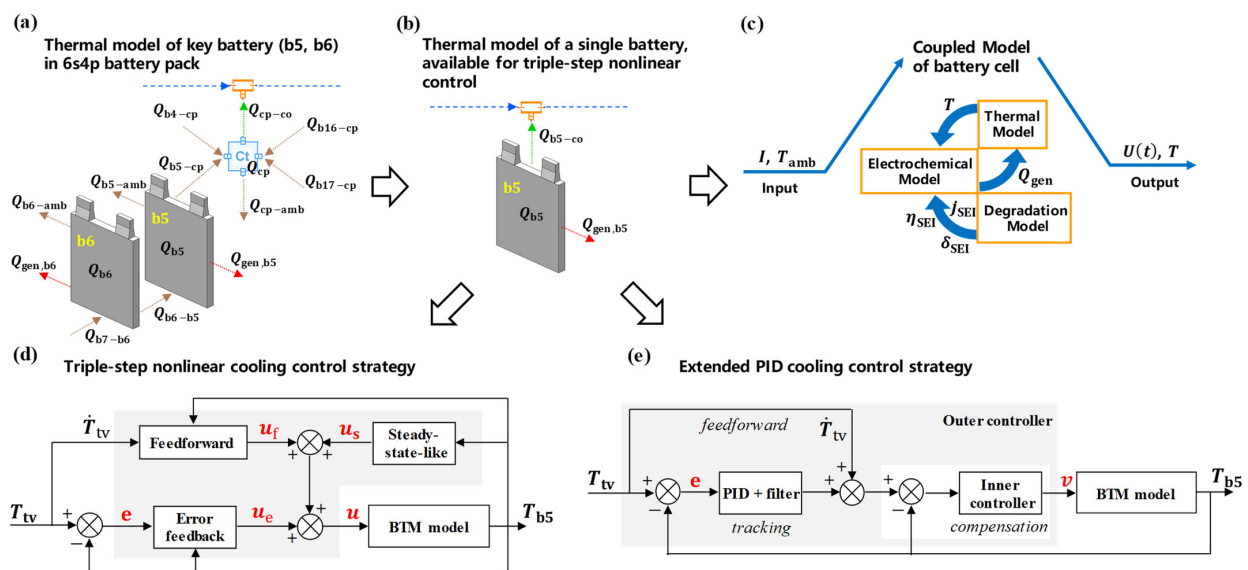 (a)
Thermal model of key battery (b5, b6)
in 6s4p battery pack
Q_b4−cp
Q_cp−co
Q_b16−cp
Ct
Q_cp
Q_b5−cp
Q_b17−cp
Q_b5−amb
Q_cp−amb
Q_b6−amb
b5
Q_b5
b6
Q_b6
Q_gen,b6
Q_gen,b5
Q_b6−b5
Q_b7−b6
(b)
Thermal model of a single battery,
available for triple-step nonlinear
control
Q_b5−co
b5
Q_b5
Q_gen,b5
(c)
Coupled Model
of battery cell
T
Thermal
Model
I, T_amb
Input
Electrochemical
Model
Q_gen
U(t), T
Output
η_SEI
j_SEI
δ_SEI
Degradation
Model
(d)
Triple-step nonlinear cooling control strategy
Ṫ_tv
Feedforward
u_f
+
+
u_s
Steady-
state-like
T_tv
+
−
e
Error
feedback
u_e
+
+
u
BTM model
T_b5
(e)
Extended PID cooling control strategy
Outer controller
feedforward
Ṫ_tv
T_tv
+
−
e
PID + filter
tracking
+
+
+
−
Inner
controller
compensation
v
BTM model
T_b5